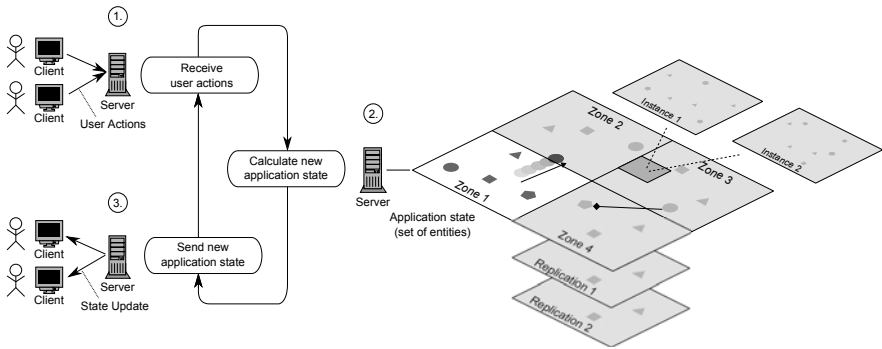 1.
Client
Client
Server
User Actions
Receive
user actions
Calculate new
application state
Send new
application state
2.
Server
Application state
(set of entities)
Zone 1
Zone 2
Zone 3
Zone 4
Instance 1
Instance 2
Replication 1
Replication 2
3.
Client
Client
Server
State Update